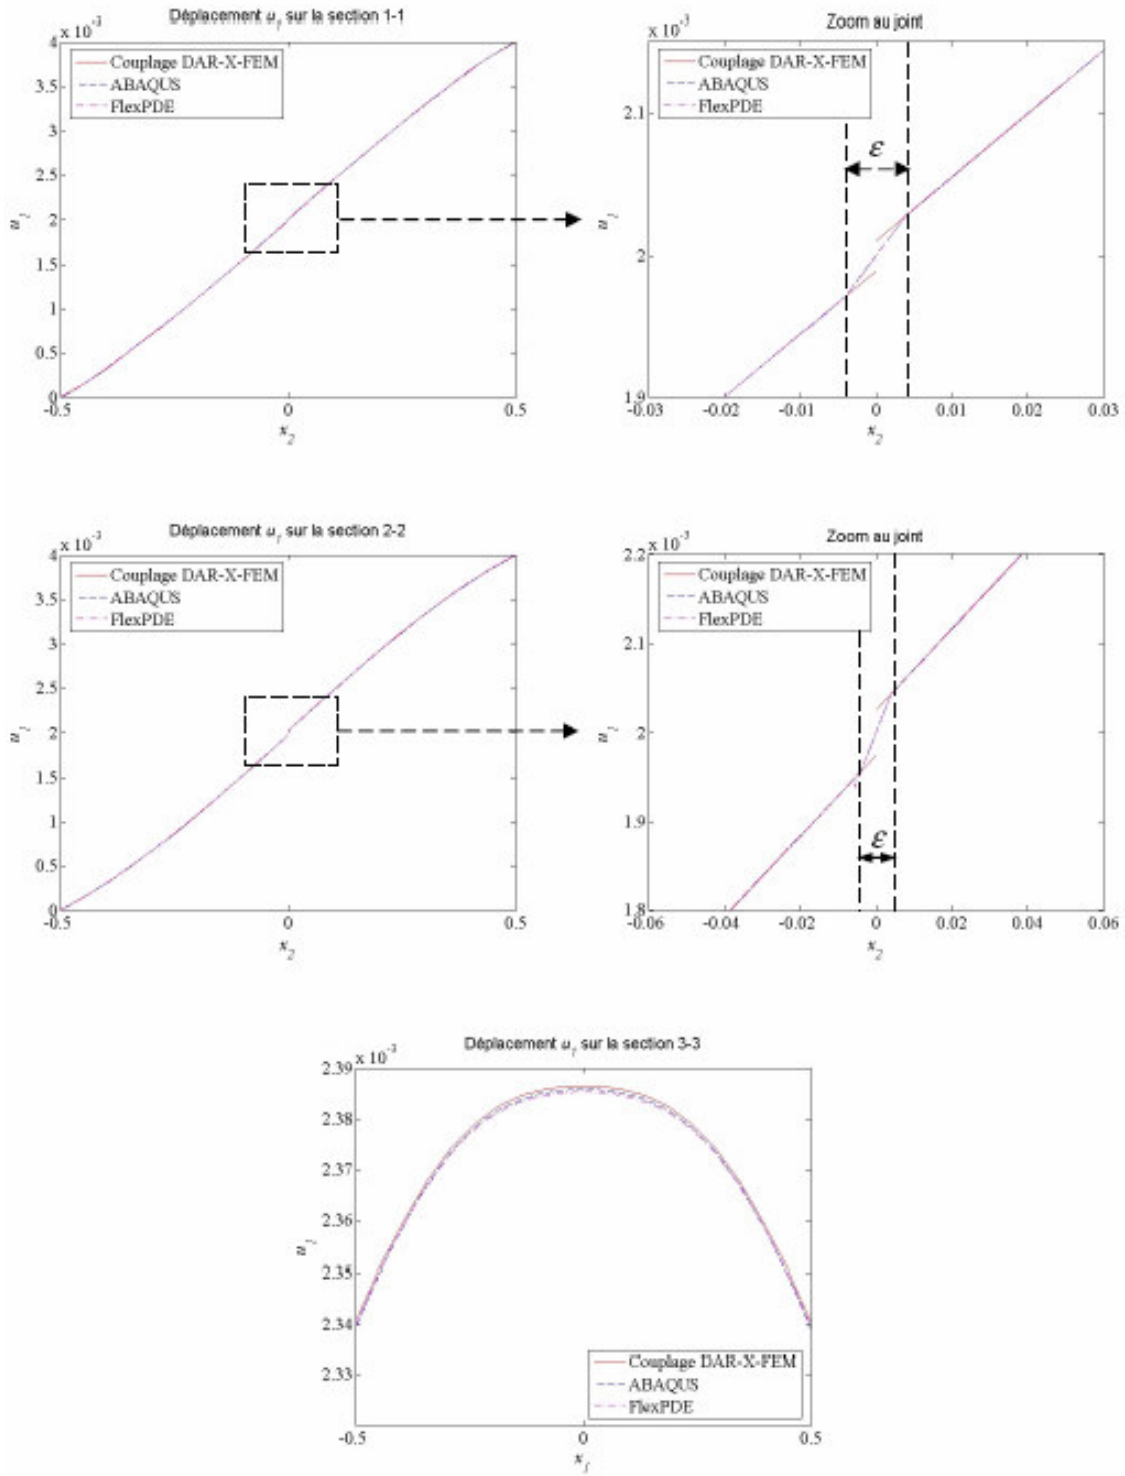 Déplacement u₁ sur la section 1-1
x 10⁻³
4
3.5
3
2.5
2
1.5
1
0.5
0
-0.5
0
0.5
x₂
u₁
Couplage DAR-X-FEM
ABAQUS
FlexPDE
Zoom au joint
x 10⁻³
2.1
2
1.9
-0.03
-0.02
-0.01
0
0.01
0.02
0.03
x₂
u₁
Couplage DAR-X-FEM
ABAQUS
FlexPDE
ε
Déplacement u₁ sur la section 2-2
x 10⁻³
4
3.5
3
2.5
2
1.5
1
0.5
0
-0.5
0
0.5
x₂
u₁
Couplage DAR-X-FEM
ABAQUS
FlexPDE
Zoom au joint
x 10⁻³
2.2
2.1
2
1.9
1.8
-0.06
-0.04
-0.02
0
0.02
0.04
0.06
x₂
u₁
Couplage DAR-X-FEM
ABAQUS
FlexPDE
ε
Déplacement u₁ sur la section 3-3
x 10⁻³
2.39
2.38
2.37
2.36
2.35
2.34
2.33
-0.5
0
0.5
x₁
u₁
Couplage DAR-X-FEM
ABAQUS
FlexPDE